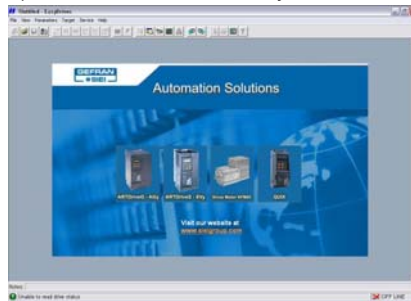 Untitled - Easydrives
File View Parameters Target Service Help
GEFRAN
SIEI
Automation Solutions
Visit our website at
www.sieigroup.com
Notes:
Unable to read drive status
OFF LINE